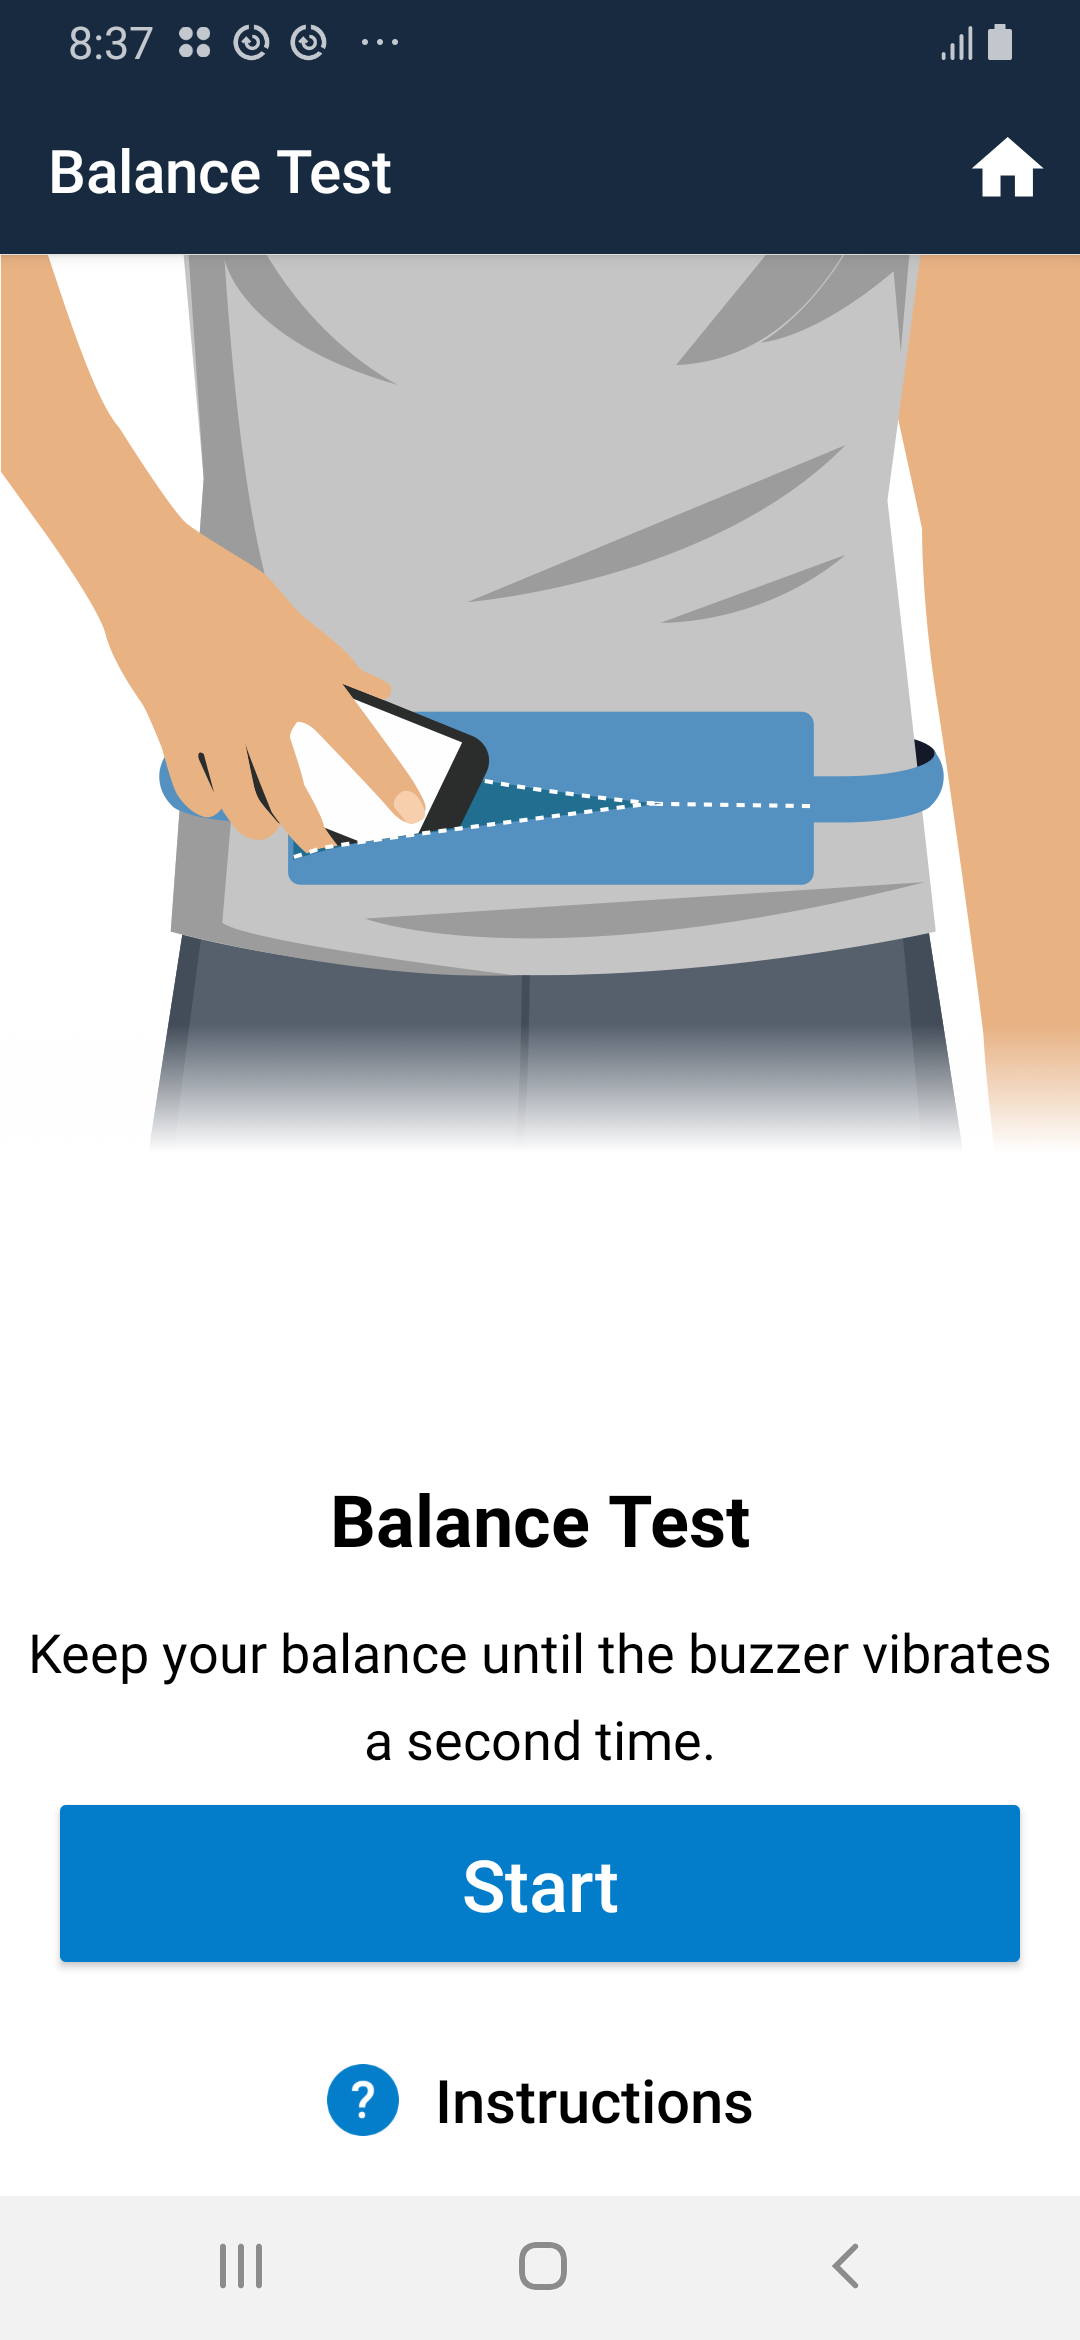 8:37
Balance Test
Balance Test
Keep your balance until the buzzer vibrates
a second time.
Start
? Instructions